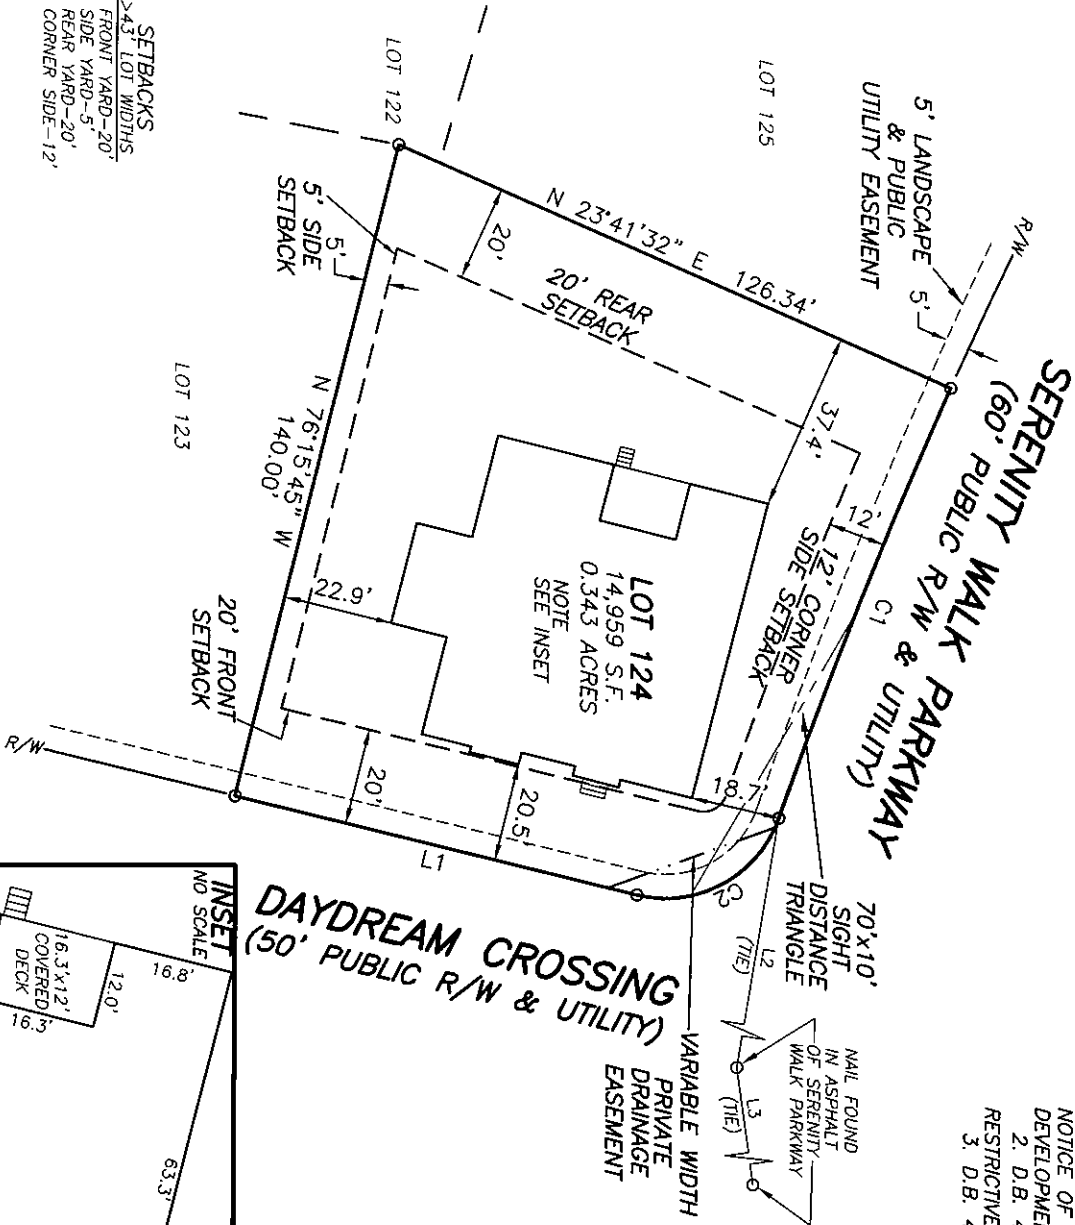 SETBACKS
>43' LOT WIDTHS
FRONT YARD-20'
SIDE YARD-5'
REAR YARD-20'
CORNER SIDE-12'
LOT 122
LOT 125
5' LANDSCAPE
& PUBLIC
UTILITY EASEMENT
5'
R/W
SERENITY WALK PARKWAY
(60' PUBLIC R/W & UTILITY)
N 23°41'32" E 126.34'
20'
20' REAR
SETBACK
5' SIDE
SETBACK
5'
37.4'
12'
12' CORNER
SIDE SETBACK
C1
LOT 123
N 76°15'45" W
140.00'
22.9'
LOT 124
14,959 S.F.
0.343 ACRES
NOTE
SEE INSET
20' FRONT
SETBACK
R/W
20'
20.5'
18.7'
L1
C2
70'x10'
SIGHT
DISTANCE
TRIANGLE
L2
(TIE)
L3
(TIE)
NAIL FOUND
IN ASPHALT
OF SERENITY
WALK PARKWAY
DAYDREAM CROSSING
(50' PUBLIC R/W & UTILITY)
VARIABLE WIDTH
PRIVATE
DRAINAGE
EASEMENT
INSET
NO SCALE
16.3'x12'
COVERED
DECK
12.0'
16.8'
16.3'
63.3'
NOTICE OF
DEVELOPME
2. D.B.
RESTRICTIVE
3. D.B.